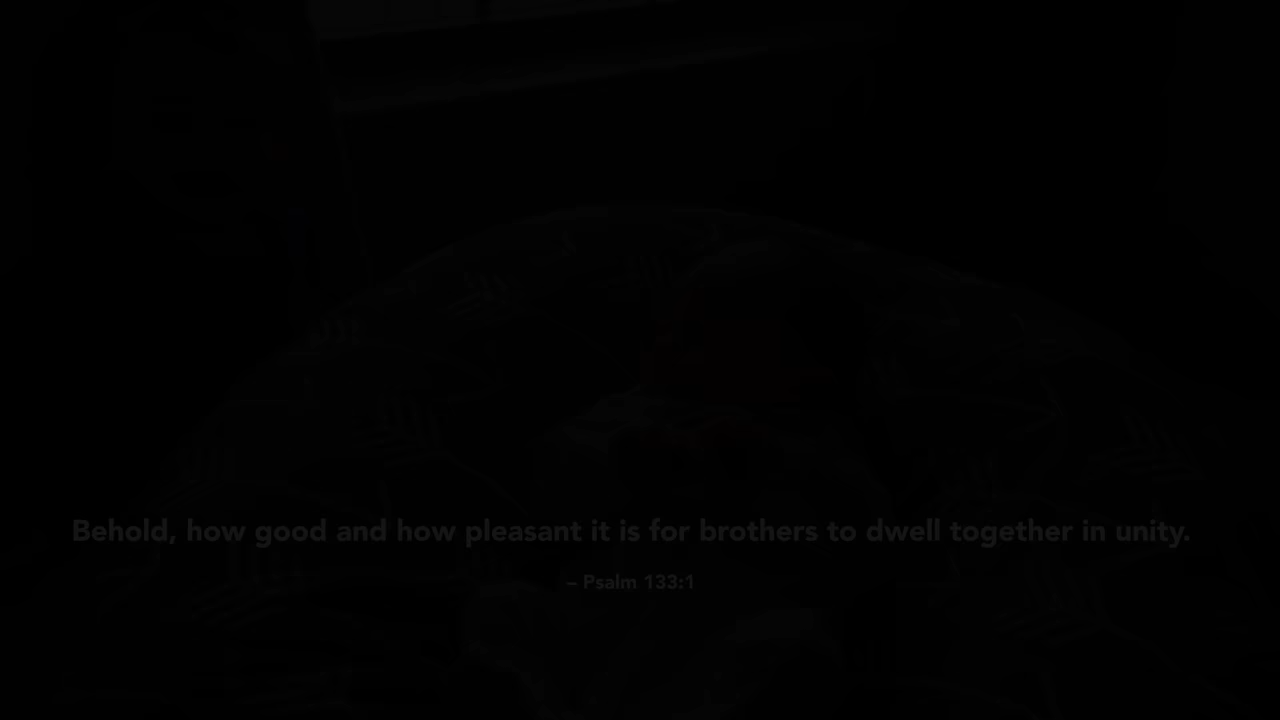 Behold, how good and how pleasant it is for brothers to dwell together in unity.
– Psalm 133:1